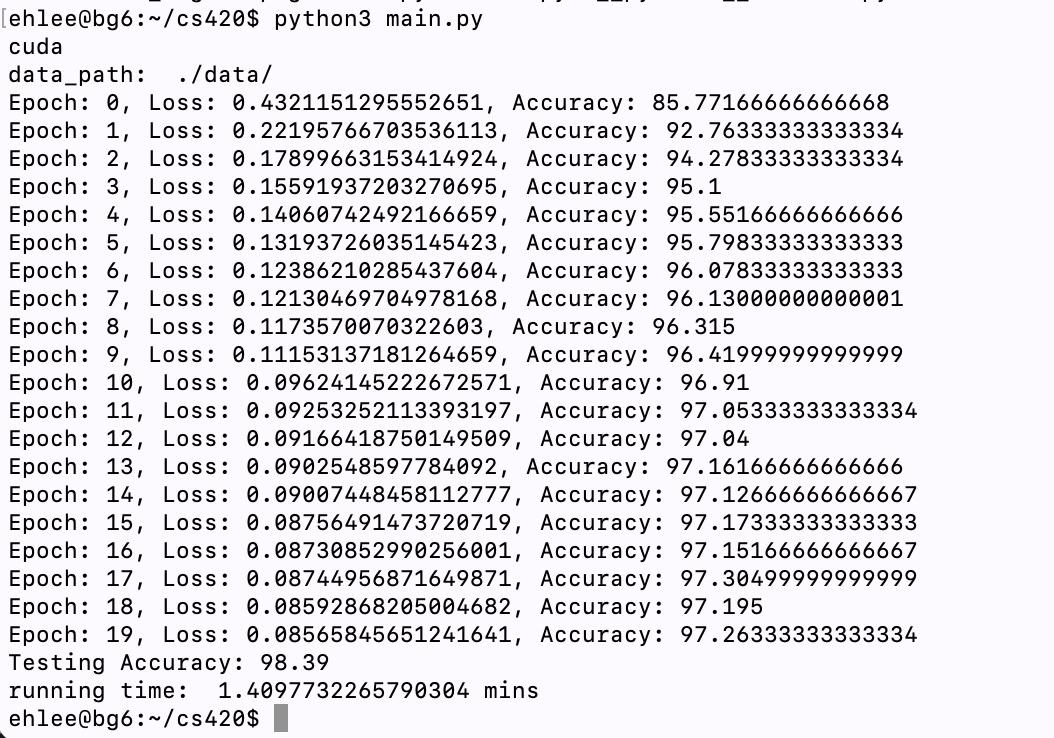 [ehlee@bg6:~/cs420$ python3 main.py
cuda
data_path:  ./data/
Epoch: 0, Loss: 0.4321151295552651, Accuracy: 85.77166666666668
Epoch: 1, Loss: 0.22195766703536113, Accuracy: 92.76333333333334
Epoch: 2, Loss: 0.17899663153414924, Accuracy: 94.27833333333334
Epoch: 3, Loss: 0.15591937203270695, Accuracy: 95.1
Epoch: 4, Loss: 0.14060742492166659, Accuracy: 95.55166666666666
Epoch: 5, Loss: 0.13193726035145423, Accuracy: 95.79833333333333
Epoch: 6, Loss: 0.12386210285437604, Accuracy: 96.07833333333333
Epoch: 7, Loss: 0.12130469704978168, Accuracy: 96.13000000000001
Epoch: 8, Loss: 0.1173570070322603, Accuracy: 96.315
Epoch: 9, Loss: 0.11153137181264659, Accuracy: 96.41999999999999
Epoch: 10, Loss: 0.09624145222672571, Accuracy: 96.91
Epoch: 11, Loss: 0.09253252113393197, Accuracy: 97.05333333333334
Epoch: 12, Loss: 0.09166418750149509, Accuracy: 97.04
Epoch: 13, Loss: 0.0902548597784092, Accuracy: 97.16166666666666
Epoch: 14, Loss: 0.09007448458112777, Accuracy: 97.12666666666667
Epoch: 15, Loss: 0.08756491473720719, Accuracy: 97.17333333333333
Epoch: 16, Loss: 0.08730852990256001, Accuracy: 97.15166666666667
Epoch: 17, Loss: 0.08744956871649871, Accuracy: 97.30499999999999
Epoch: 18, Loss: 0.08592868205004682, Accuracy: 97.195
Epoch: 19, Loss: 0.08565845651241641, Accuracy: 97.26333333333334
Testing Accuracy: 98.39
running time:  1.4097732265790304 mins
ehlee@bg6:~/cs420$